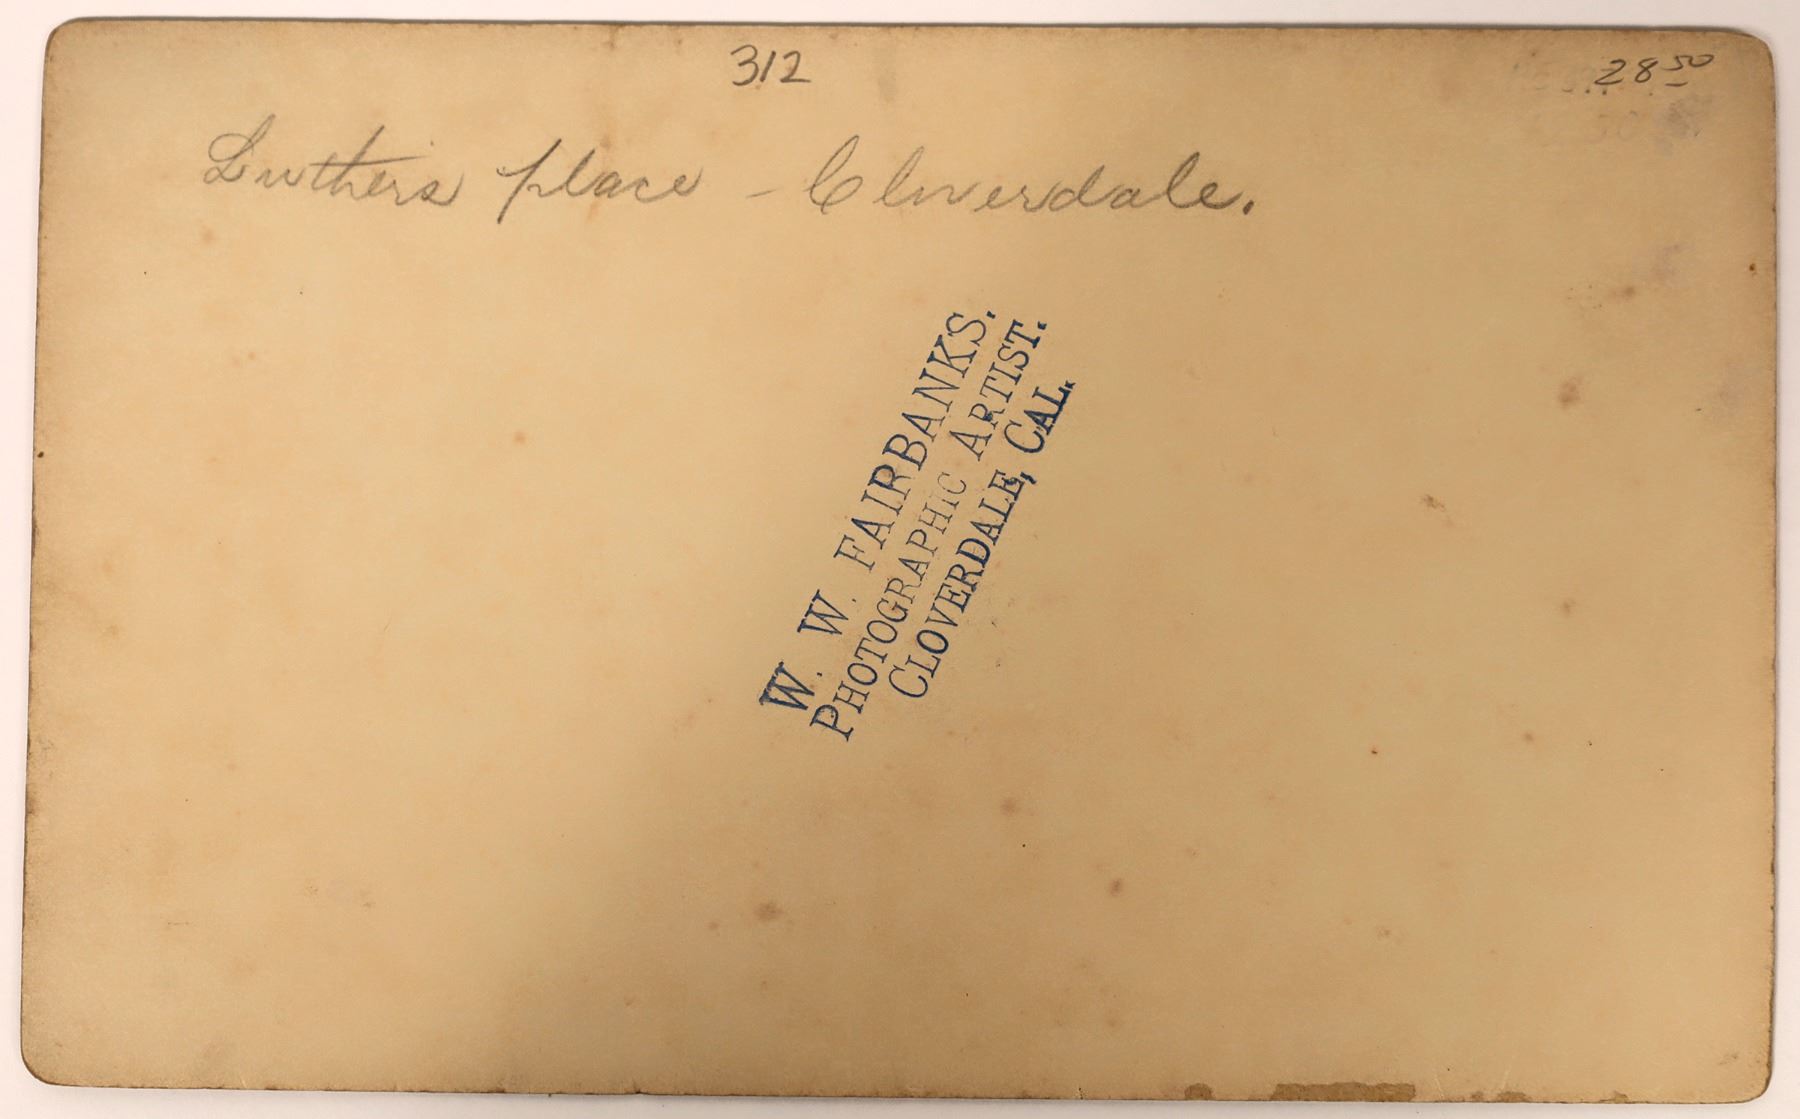 312
28 50
Luthers place - Cloverdale.
W. W. FAIRBANKS.
PHOTOGRAPHIC ARTIST.
CLOVERDALE, CAL.